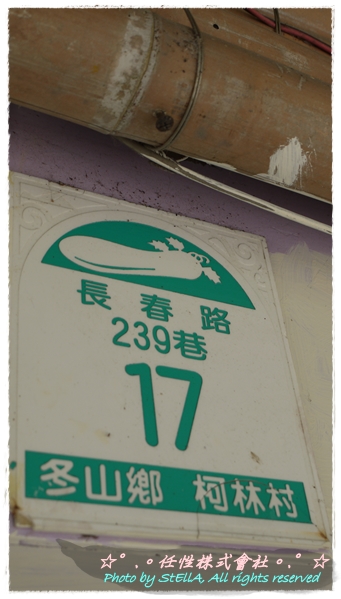 長春路
239巷
17
冬山鄉 柯林村
☆°.。任性株式會社。.°☆
Photo by StELLA, All rights reserved